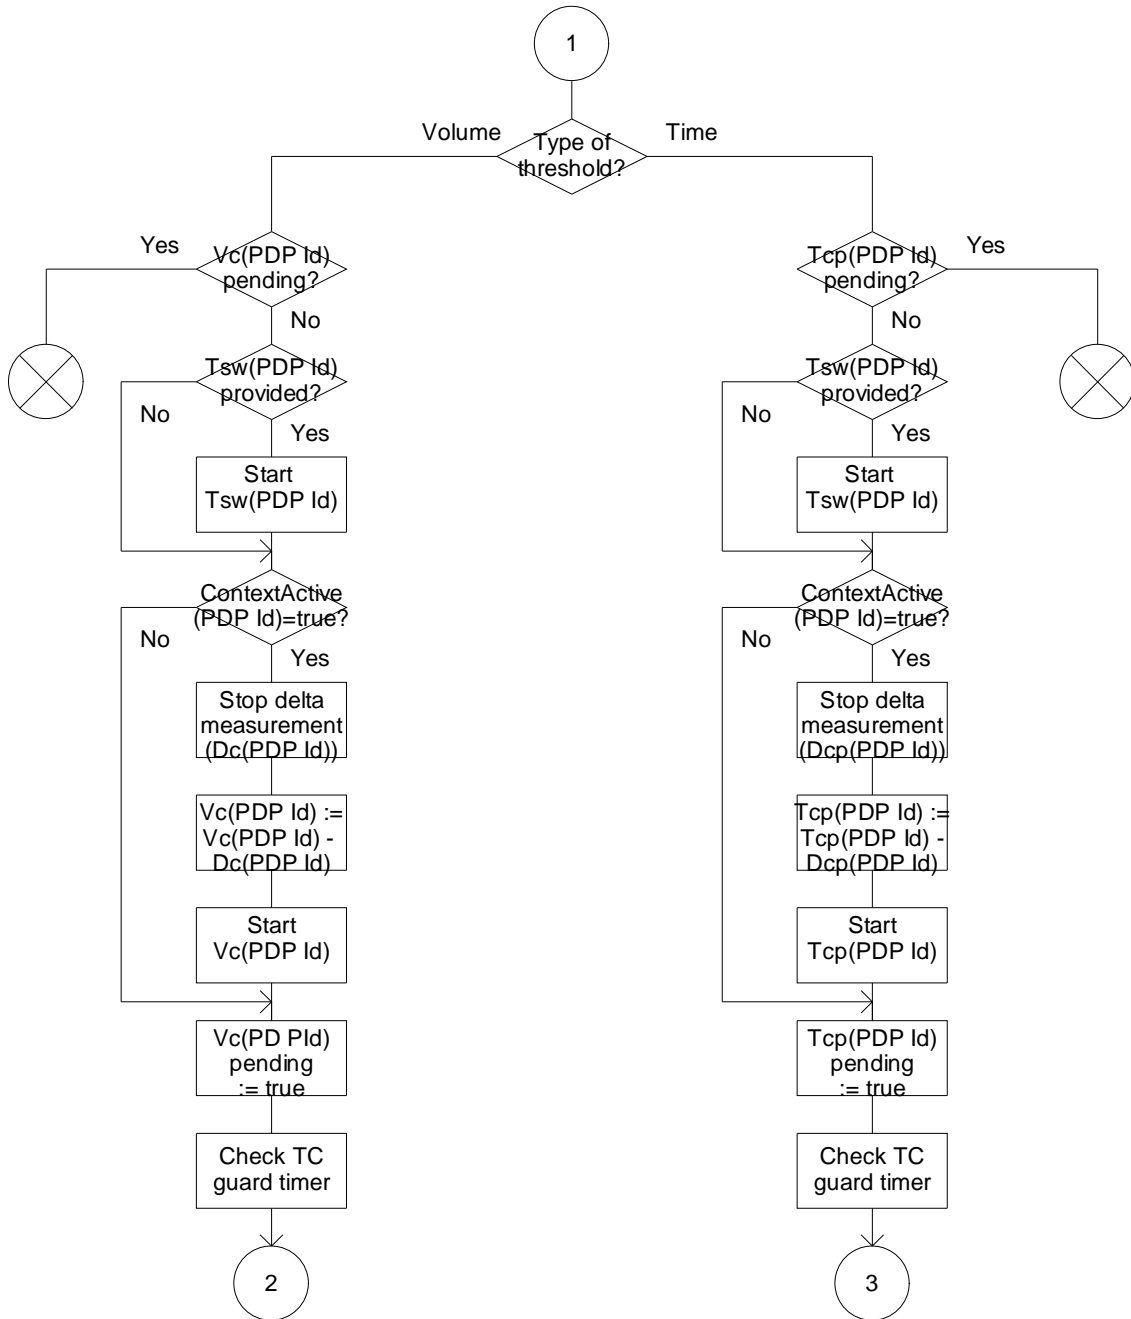 1
Volume
Type of
threshold?
Time
Yes
Vc(PDP Id)
pending?
No
Tsw(PDP Id)
provided?
No
Yes
Start
Tsw(PDP Id)
ContextActive
(PDP Id)=true?
No
Yes
Stop delta
measurement
(Dc(PDP Id))
Vc(PDP Id) :=
Vc(PDP Id) -
Dc(PDP Id)
Start
Vc(PDP Id)
Vc(PD PId)
pending
:= true
Check TC
guard timer
2
Tcp(PDP Id)
pending?
Yes
No
Tsw(PDP Id)
provided?
No
Yes
Start
Tsw(PDP Id)
ContextActive
(PDP Id)=true?
No
Yes
Stop delta
measurement
(Dcp(PDP Id))
Tcp(PDP Id) :=
Tcp(PDP Id) -
Dcp(PDP Id)
Start
Tcp(PDP Id)
Tcp(PDP Id)
pending
:= true
Check TC
guard timer
3